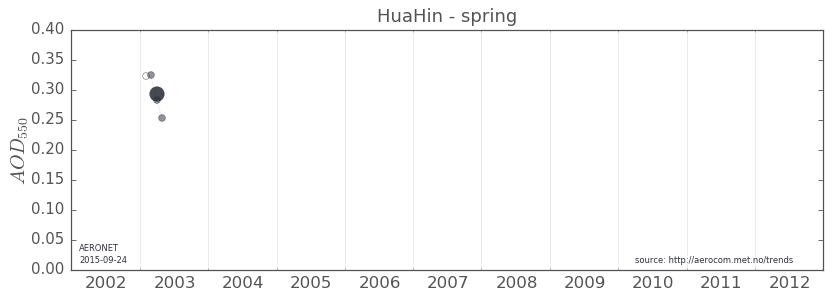 HuaHin - spring
0.40
0.35
0.30
0.25
0.20
0.15
0.10
0.05
0.00
AOD550
AERONET
2015-09-24
source: http://aerocom.met.no/trends
2002 2003 2004 2005 2006 2007 2008 2009 2010 2011 2012